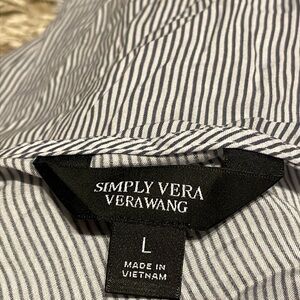 SIMPLY VERA
VERAWANG
L
MADE IN
VIETNAM